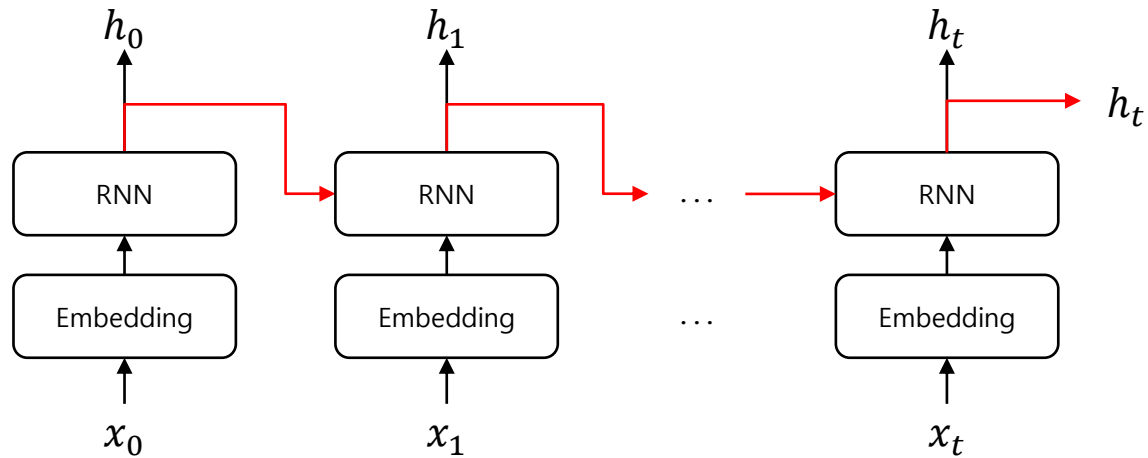 h₀ h₁ hₜ
hₜ
RNN RNN ... RNN
Embedding Embedding ... Embedding
x₀ x₁ xₜ